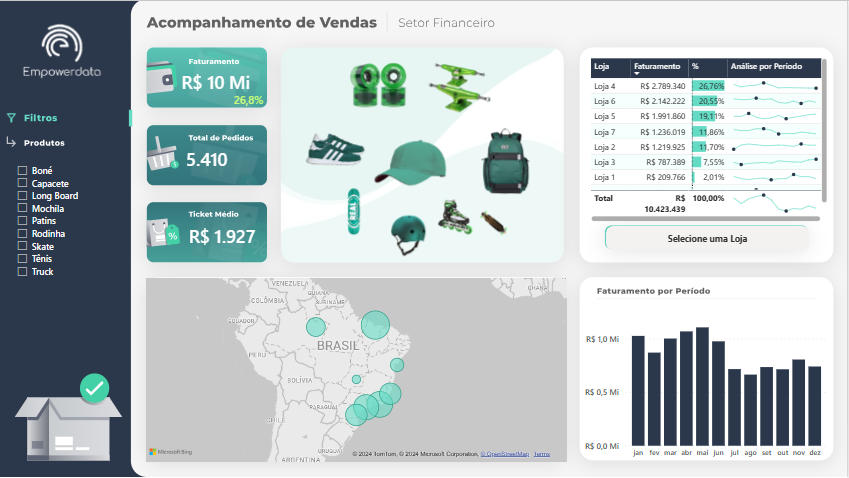 Empowerdata
Filtros
Produtos
Boné
Capacete
Long Board
Mochila
Patins
Rodinha
Skate
Tênis
Truck
Acompanhamento de Vendas
Setor Financeiro
Faturamento
R$ 10 Mi
26,8%
Total de Pedidos
5.410
Ticket Médio
%
R$ 1.927
REAL
Loja Faturamento % Análise por Período
Loja 4 R$ 2.789.340 26,76%
Loja 6 R$ 2.142.222 20,55%
Loja 5 R$ 1.991.860 19,11%
Loja 7 R$ 1.236.019 11,86%
Loja 2 R$ 1.219.925 11,70%
Loja 3 R$ 787.389 7,55%
Loja 1 R$ 209.766 2,01%
Total R$ 10.423.439 100,00%
Selecione uma Loja
VENEZUELA
GUIANA
SURINAME
COLÔMBIA
EQUADOR
PERU
BRASIL
BOLÍVIA
PARAGUAI
CHILE
URUGUAI
ARGENTINA
GHANA
Microsoft Bing
© 2024 TomTom, © 2024 Microsoft Corporation, © OpenStreetMap Terms
Faturamento por Período
R$ 1,0 Mi
R$ 0,5 Mi
R$ 0,0 Mi
jan fev mar abr mai jun jul ago set out nov dez